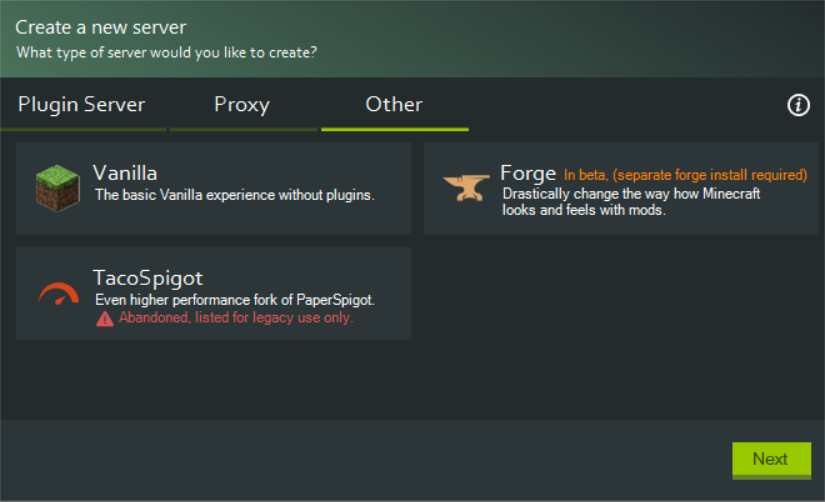 Create a new server
What type of server would you like to create?
Plugin Server
Proxy
Other
Vanilla
The basic Vanilla experience without plugins.
Forge In beta, (separate forge install required)
Drastically change the way how Minecraft
looks and feels with mods.
TacoSpigot
Even higher performance fork of PaperSpigot.
Abandoned, listed for legacy use only.
Next